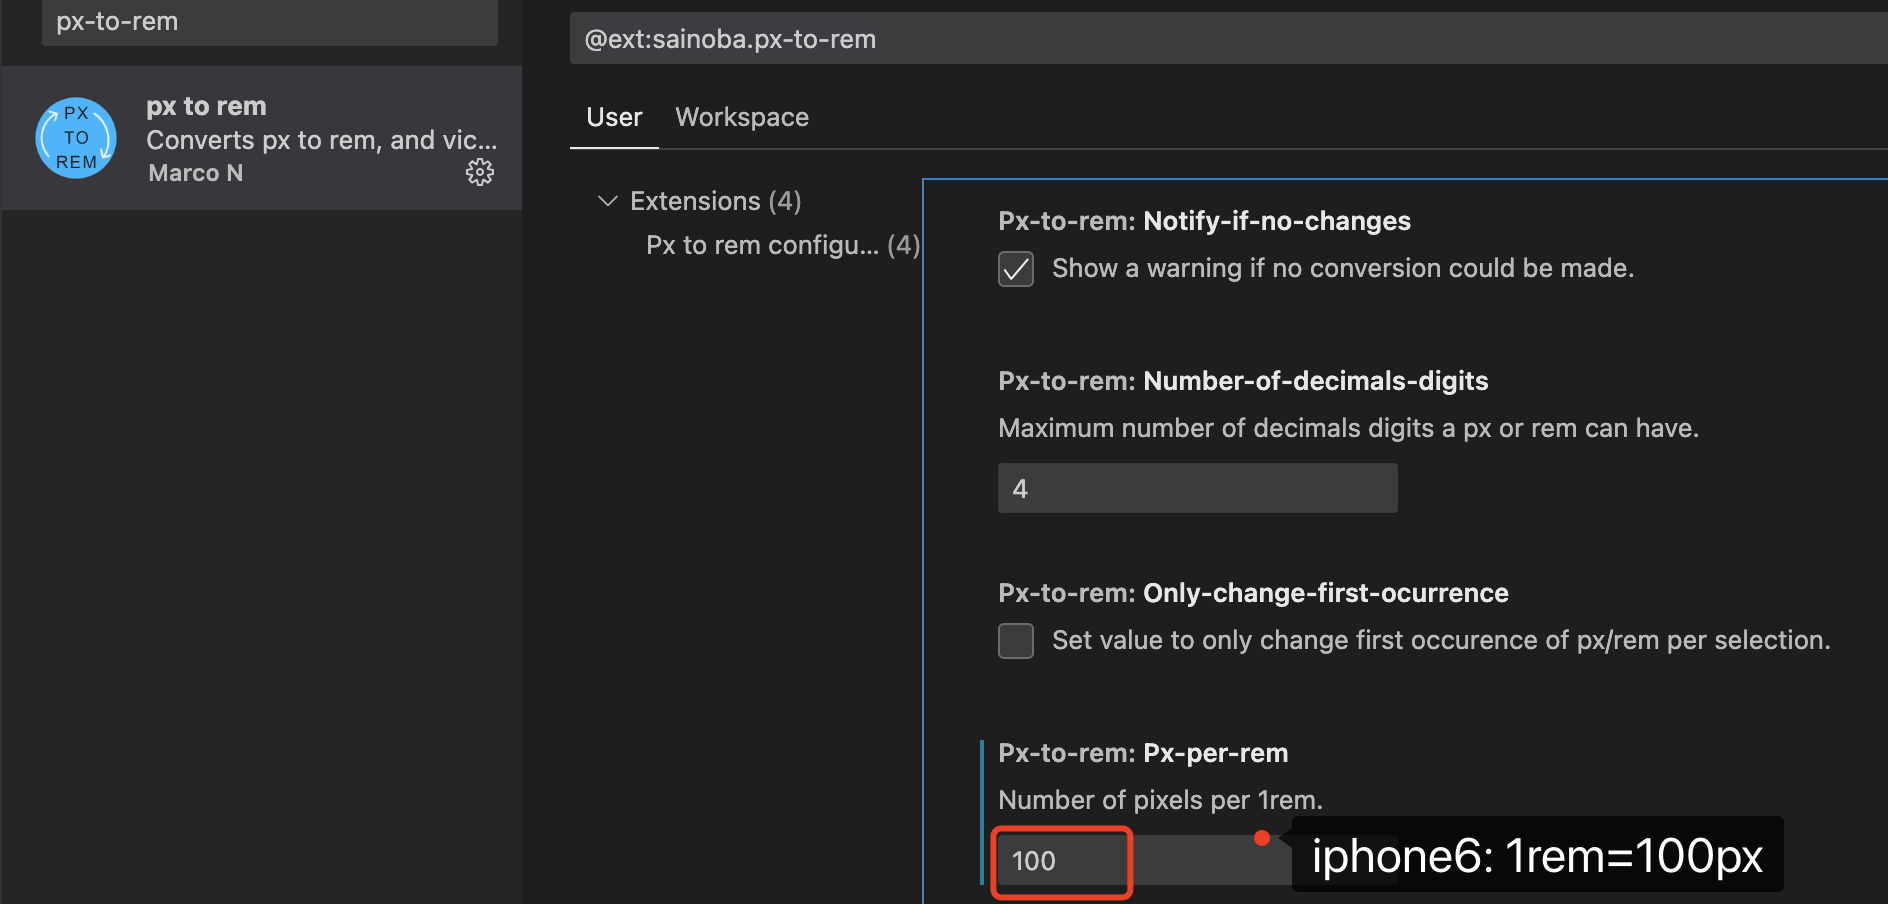 px-to-rem
PX
TO
REM
px to rem
Converts px to rem, and vic...
Marco N
@ext:sainoba.px-to-rem
User
Workspace
Extensions (4)
Px to rem configu... (4)
Px-to-rem: Notify-if-no-changes
Show a warning if no conversion could be made.
Px-to-rem: Number-of-decimals-digits
Maximum number of decimals digits a px or rem can have.
4
Px-to-rem: Only-change-first-ocurrence
Set value to only change first occurence of px/rem per selection.
Px-to-rem: Px-per-rem
Number of pixels per 1rem.
100
iphone6: 1rem=100px